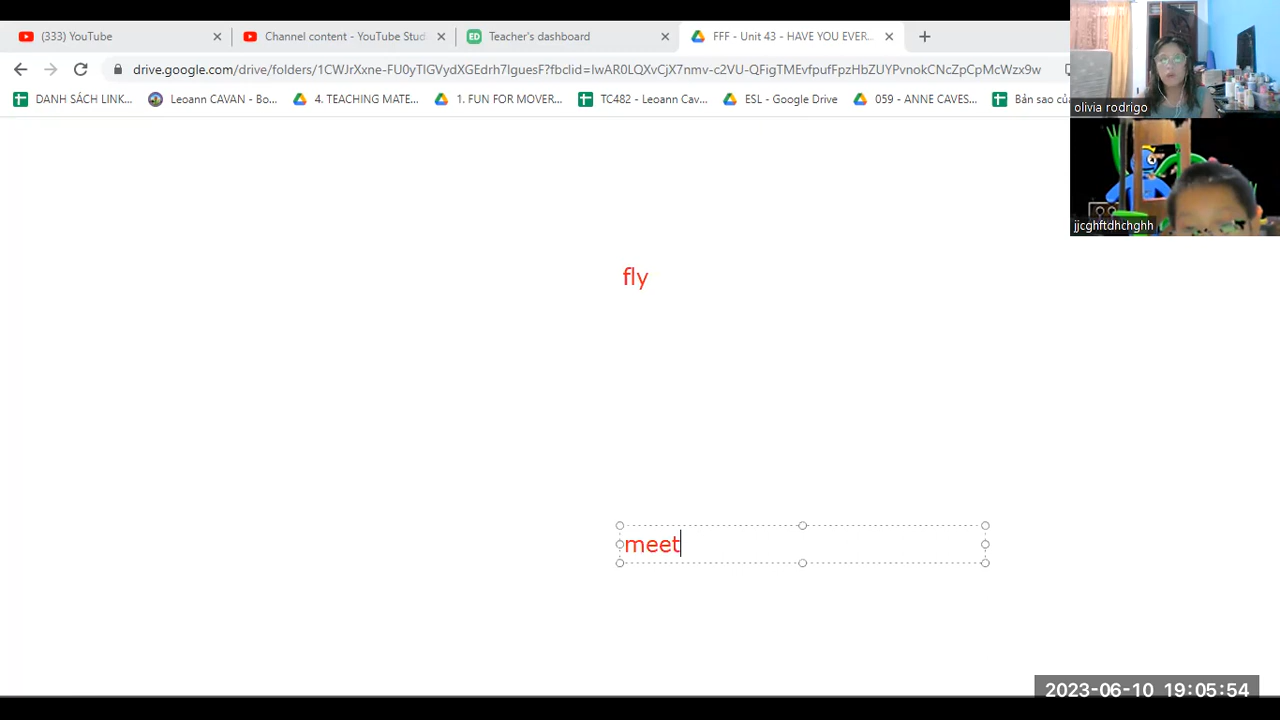 (333) YouTube
Channel content - YouTube Stud
Teacher's dashboard
FFF - Unit 43 - HAVE YOU EVER...
drive.google.com/drive/folders/1CWJrXxne-FU0yTIGVydXGEdrh7zquesF?fbclid=IwAR0LQXvCjX7nmv-c2VU-QFigTMEvfpufFpzHbZUYPvnokCNcZpCpMcWzx9w
DANH SÁCH LINK...
Leoann CAVAN - Bo...
4. TEACHING MATE...
1. FUN FOR MOVER...
TC482 - Leoann Cav...
ESL - Google Drive
059 - ANNE CAVES...
Bản sao củ
olivia rodrigo
jjcghftdhchghh
fly
meet
2023-06-10 19:05:54